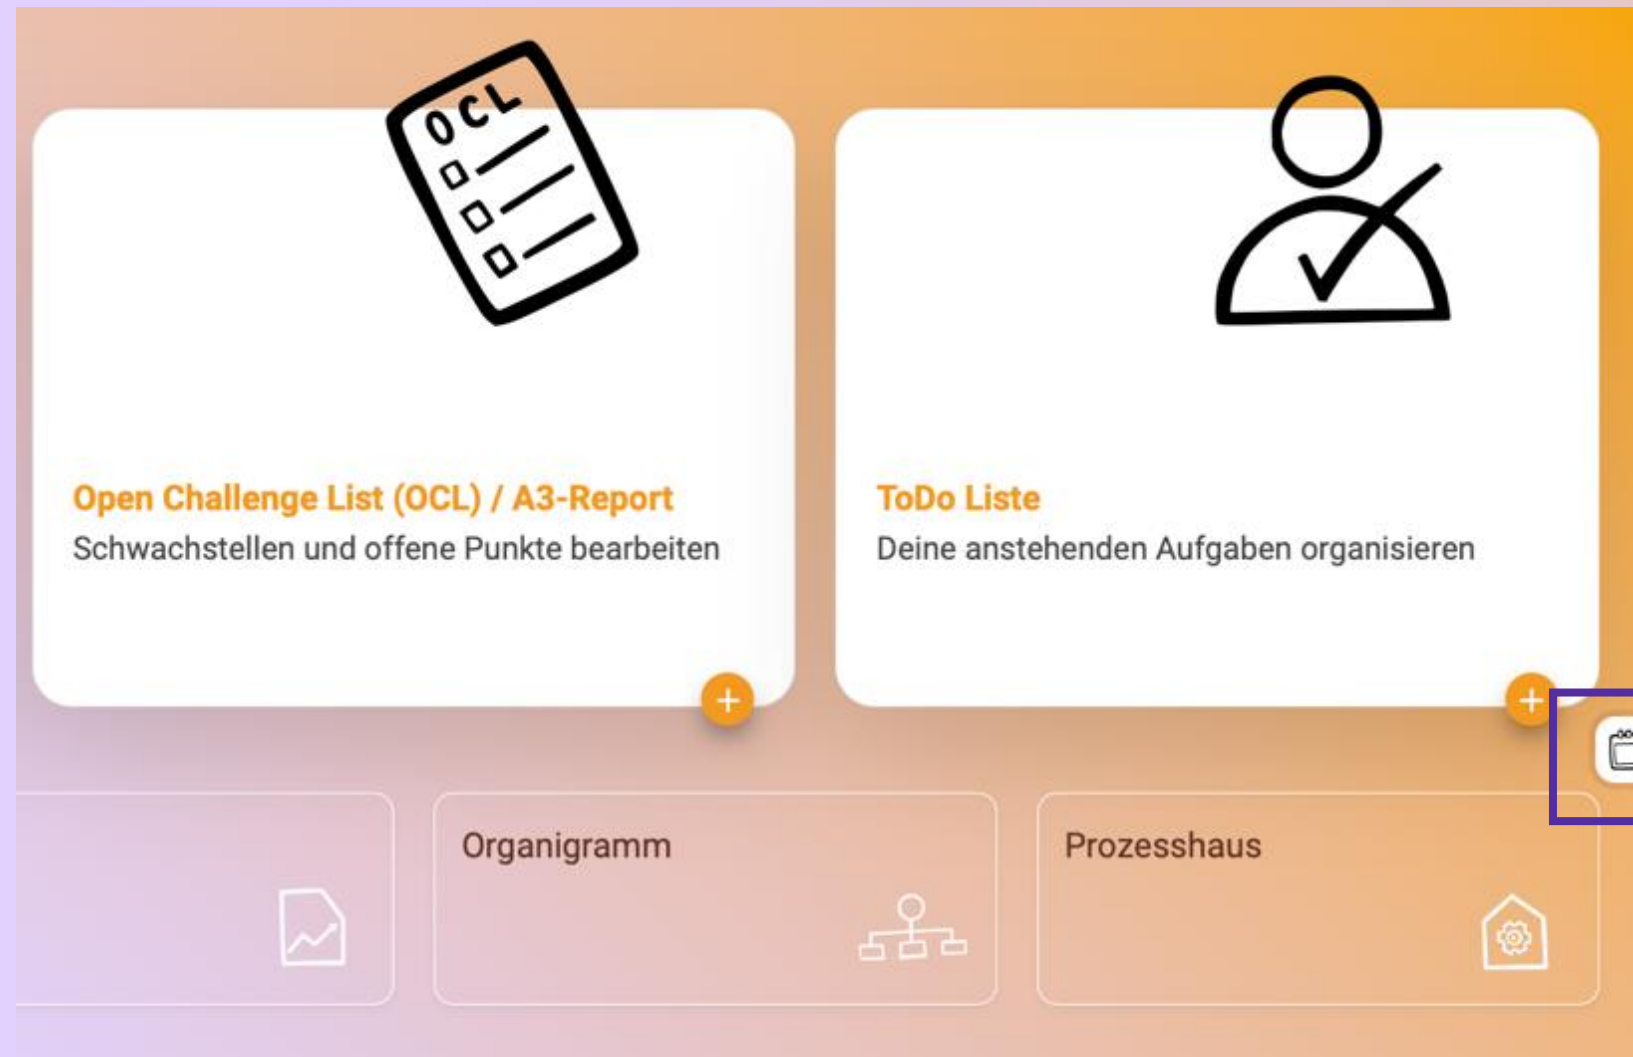 OCL
Open Challenge List (OCL) / A3-Report
Schwachstellen und offene Punkte bearbeiten
ToDo Liste
Deine anstehenden Aufgaben organisieren
Organigramm
Prozesshaus